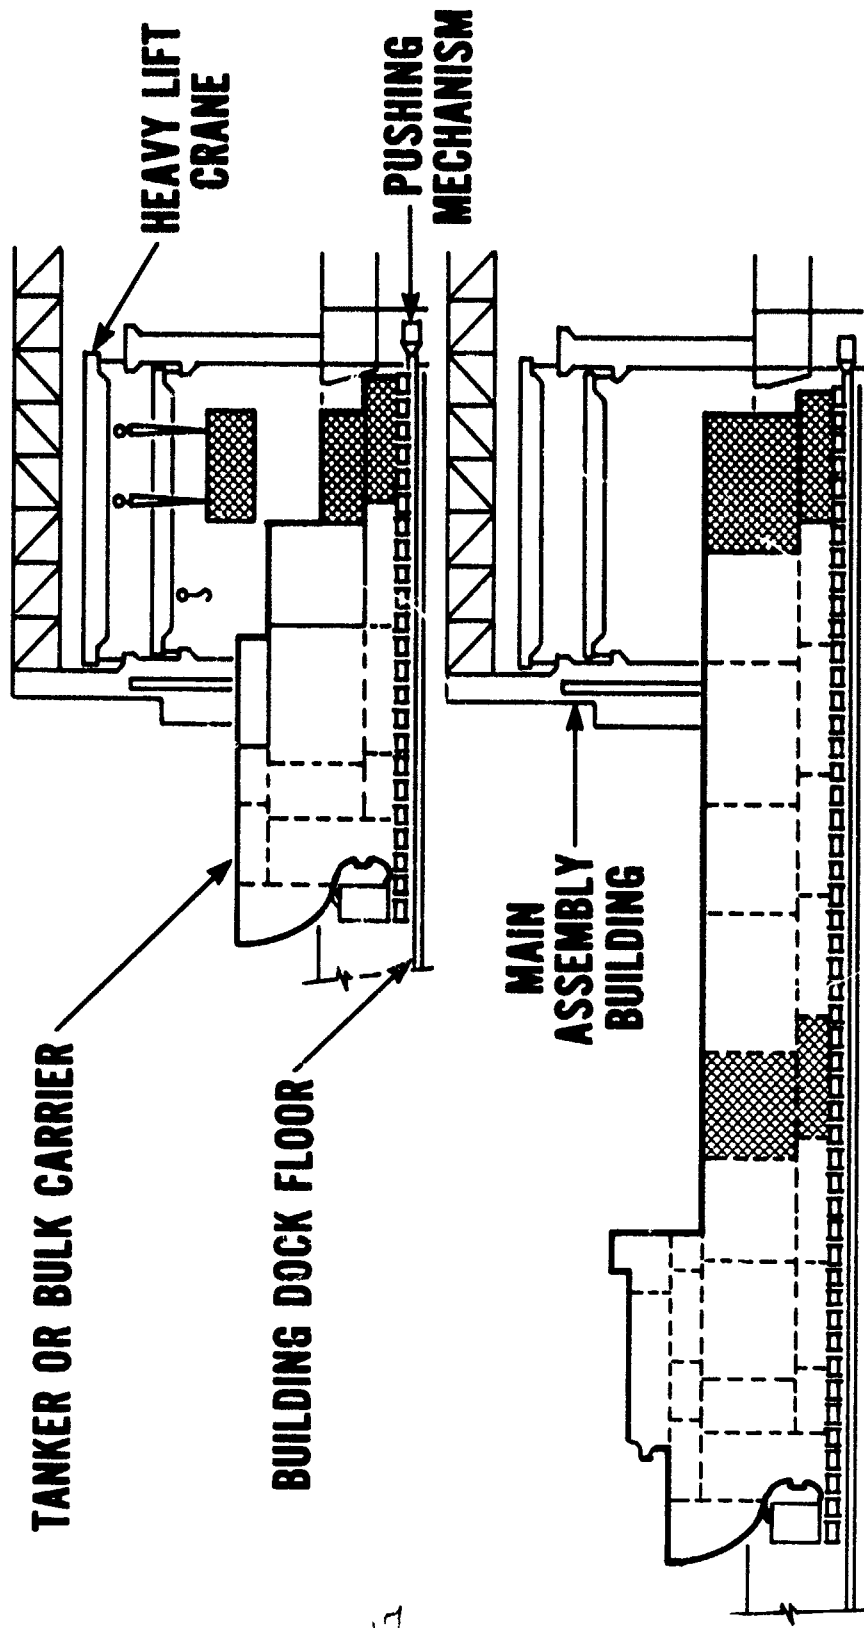 TANKER OR BULK CARRIER
HEAVY LIFT
CRANE
BUILDING DOCK FLOOR
PUSHING
MECHANISM
MAIN
ASSEMBLY
BUILDING